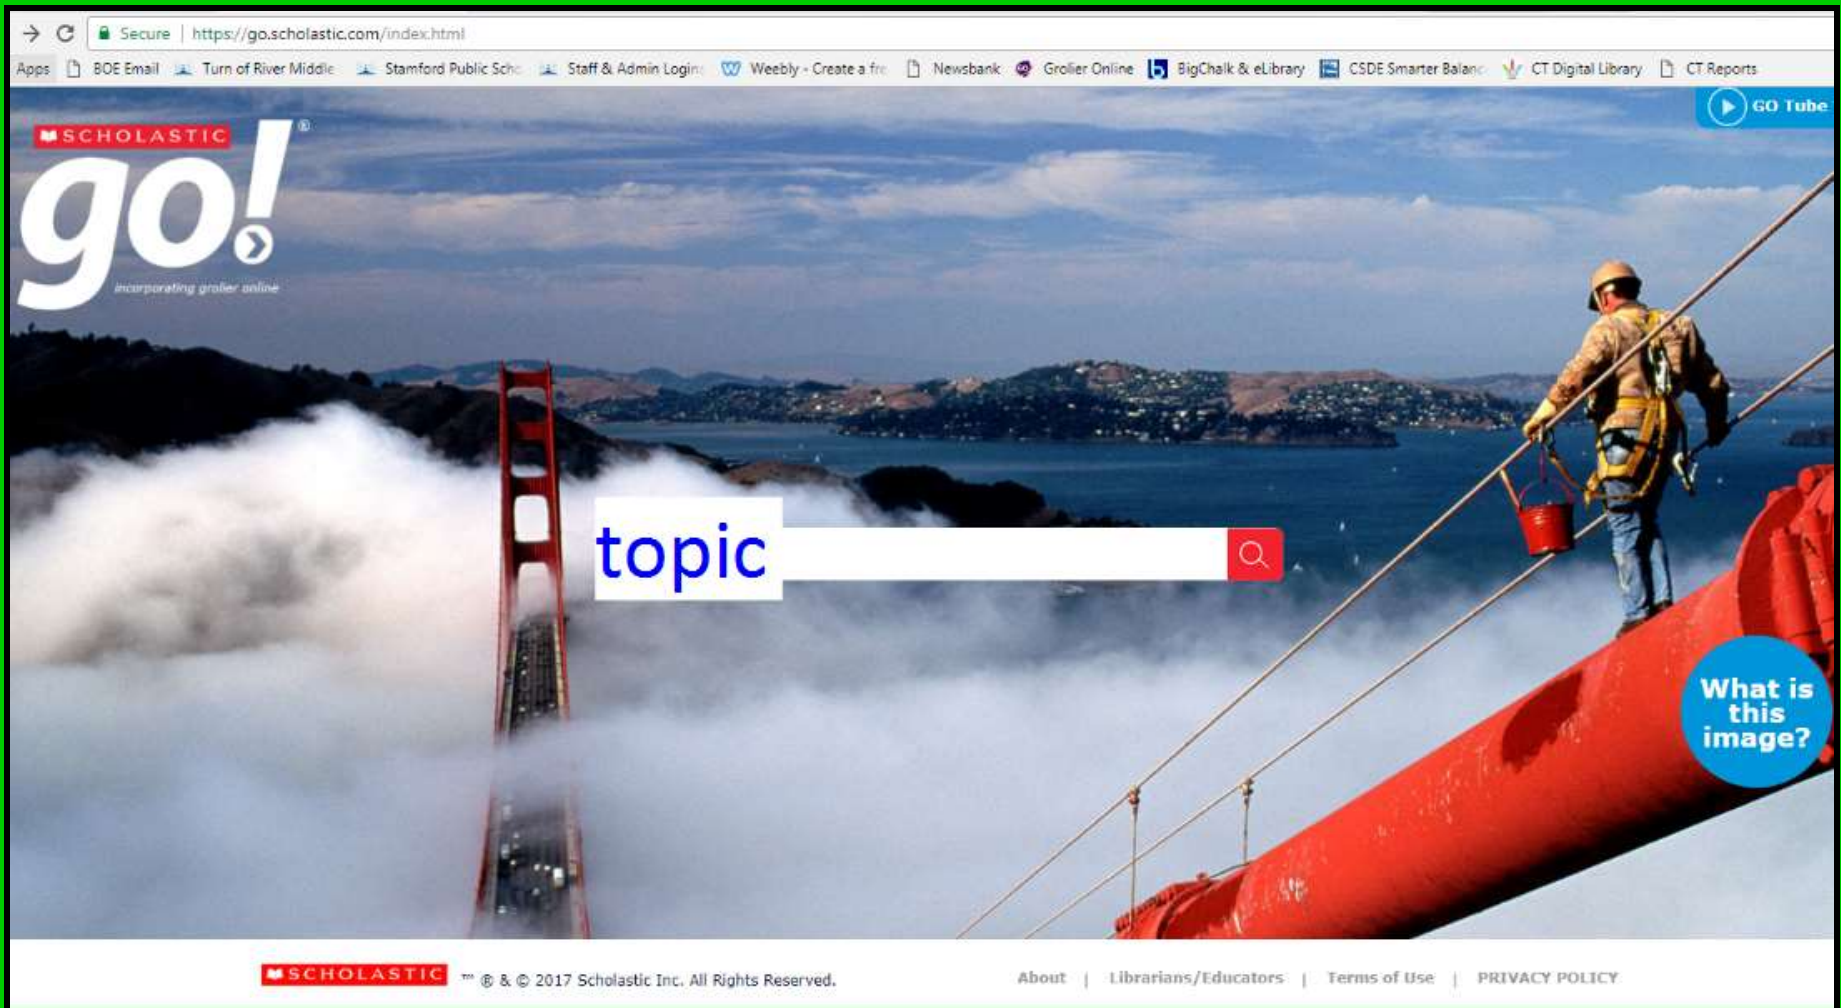 Secure | https://go.scholastic.com/index.html
Apps BOE Email Turn of River Middle Stamford Public Sch Staff & Admin Login Weebly - Create a fre Newsbank Grolier Online BigChalk & eLibrary CSDE Smarter Balanc CT Digital Library CT Reports
GO Tube
SCHOLASTIC ®
go!
incorporating grolier online
topic
What is
this
image?
SCHOLASTIC ™ ® & © 2017 Scholastic Inc. All Rights Reserved. About | Librarians/Educators | Terms of Use | PRIVACY POLICY